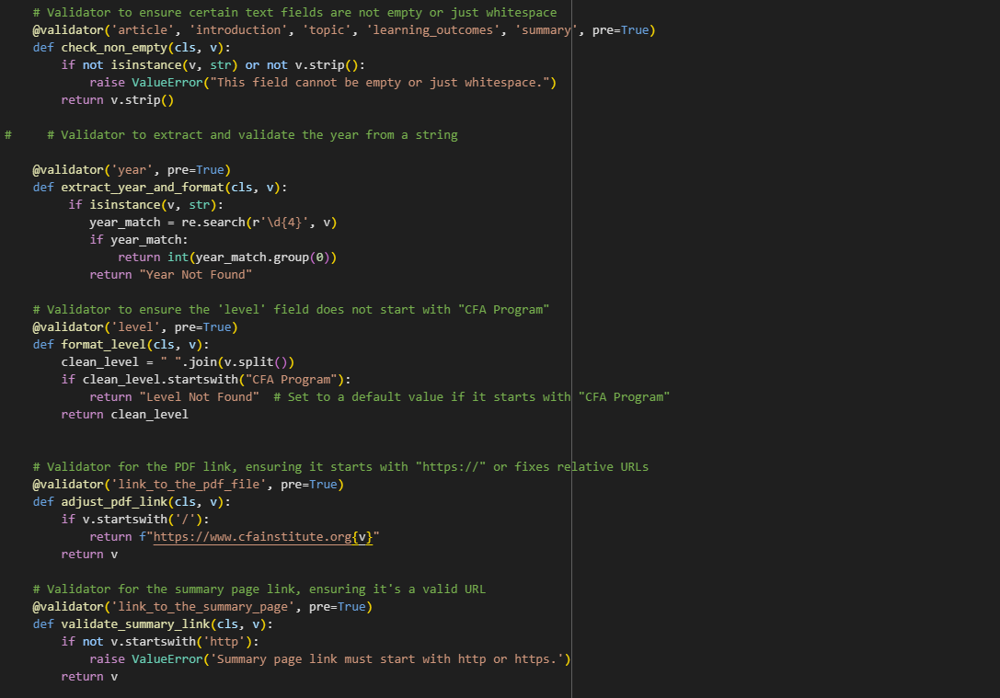 # Validator to ensure certain text fields are not empty or just whitespace
@validator('article', 'introduction', 'topic', 'learning_outcomes', 'summary', pre=True)
def check_non_empty(cls, v):
    if not isinstance(v, str) or not v.strip():
        raise ValueError("This field cannot be empty or just whitespace.")
    return v.strip()
#     # Validator to extract and validate the year from a string
@validator('year', pre=True)
def extract_year_and_format(cls, v):
     if isinstance(v, str):
        year_match = re.search(r'\d{4}', v)
        if year_match:
            return int(year_match.group(0))
        return "Year Not Found"
# Validator to ensure the 'level' field does not start with "CFA Program"
@validator('level', pre=True)
def format_level(cls, v):
    clean_level = " ".join(v.split())
    if clean_level.startswith("CFA Program"):
        return "Level Not Found"  # Set to a default value if it starts with "CFA Program"
    return clean_level
# Validator for the PDF link, ensuring it starts with "https://" or fixes relative URLs
@validator('link_to_the_pdf_file', pre=True)
def adjust_pdf_link(cls, v):
    if v.startswith('/'):
        return f"https://www.cfainstitute.org{v}"
    return v
# Validator for the summary page link, ensuring it's a valid URL
@validator('link_to_the_summary_page', pre=True)
def validate_summary_link(cls, v):
    if not v.startswith('http'):
        raise ValueError('Summary page link must start with http or https.')
    return v